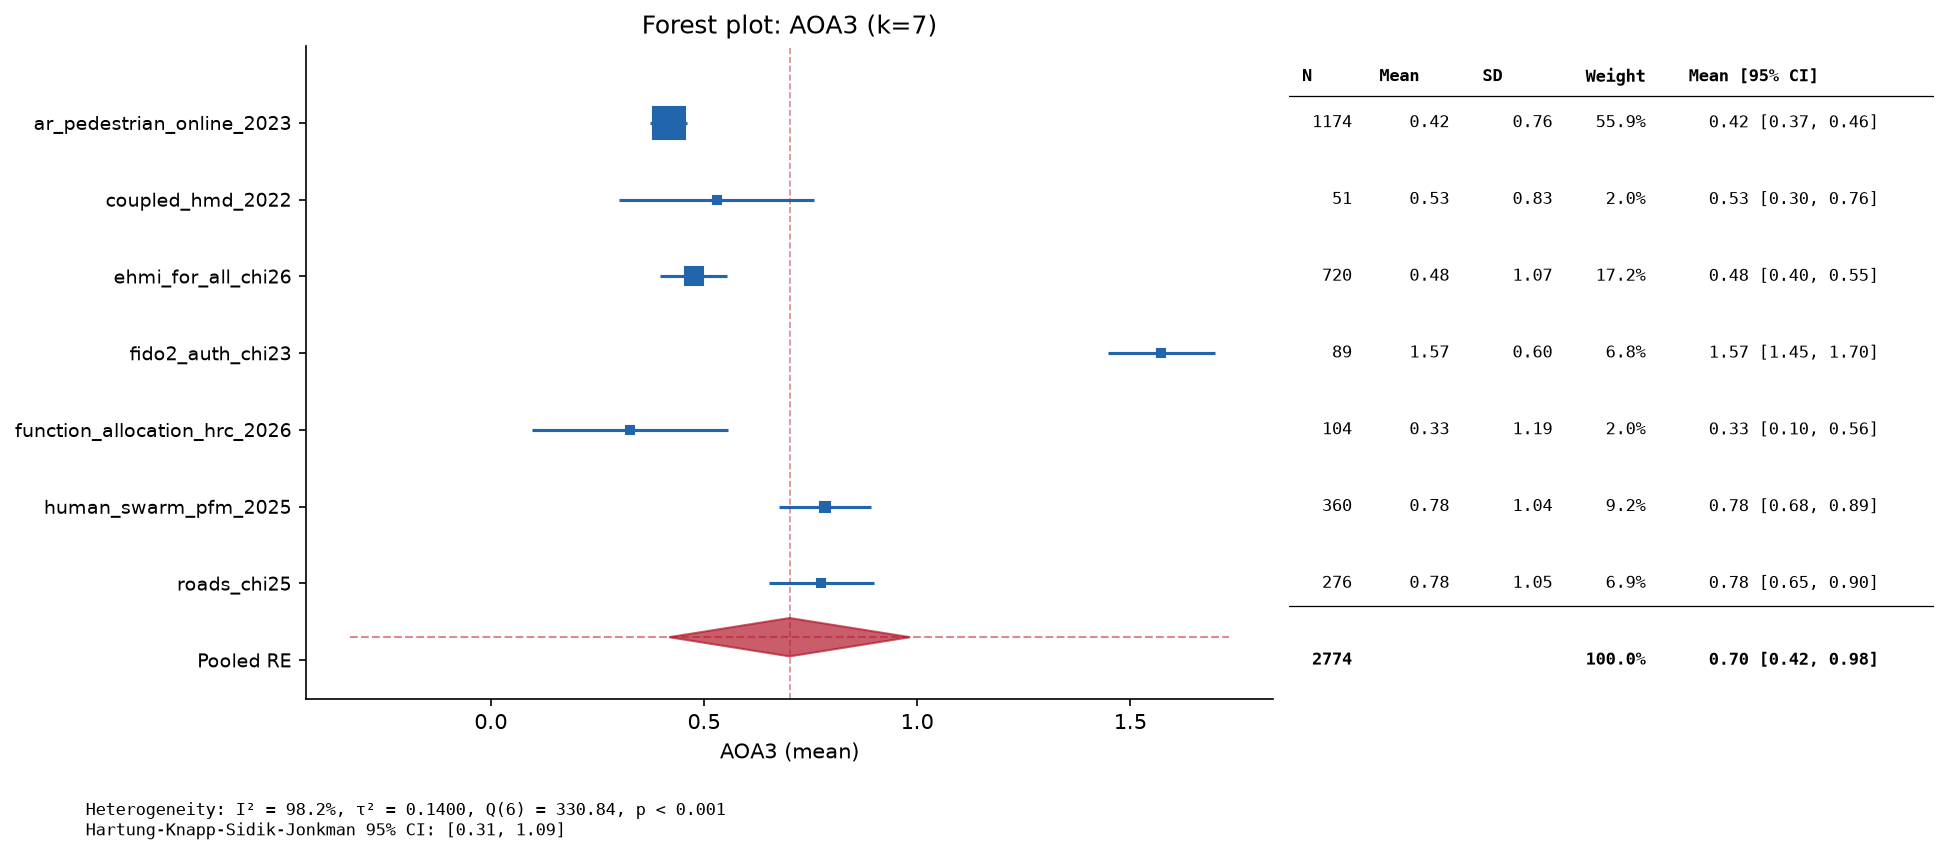 Forest plot: AOA3 (k=7)
N Mean SD Weight Mean [95% CI]
ar_pedestrian_online_2023 1174 0.42 0.76 55.9% 0.42 [0.37, 0.46]
coupled_hmd_2022 51 0.53 0.83 2.0% 0.53 [0.30, 0.76]
ehmi_for_all_chi26 720 0.48 1.07 17.2% 0.48 [0.40, 0.55]
fido2_auth_chi23 89 1.57 0.60 6.8% 1.57 [1.45, 1.70]
function_allocation_hrc_2026 104 0.33 1.19 2.0% 0.33 [0.10, 0.56]
human_swarm_pfm_2025 360 0.78 1.04 9.2% 0.78 [0.68, 0.89]
roads_chi25 276 0.78 1.05 6.9% 0.78 [0.65, 0.90]
Pooled RE 2774 100.0% 0.70 [0.42, 0.98]
0.0 0.5 1.0 1.5
AOA3 (mean)
Heterogeneity: I² = 98.2%, τ² = 0.1400, Q(6) = 330.84, p < 0.001
Hartung-Knapp-Sidik-Jonkman 95% CI: [0.31, 1.09]